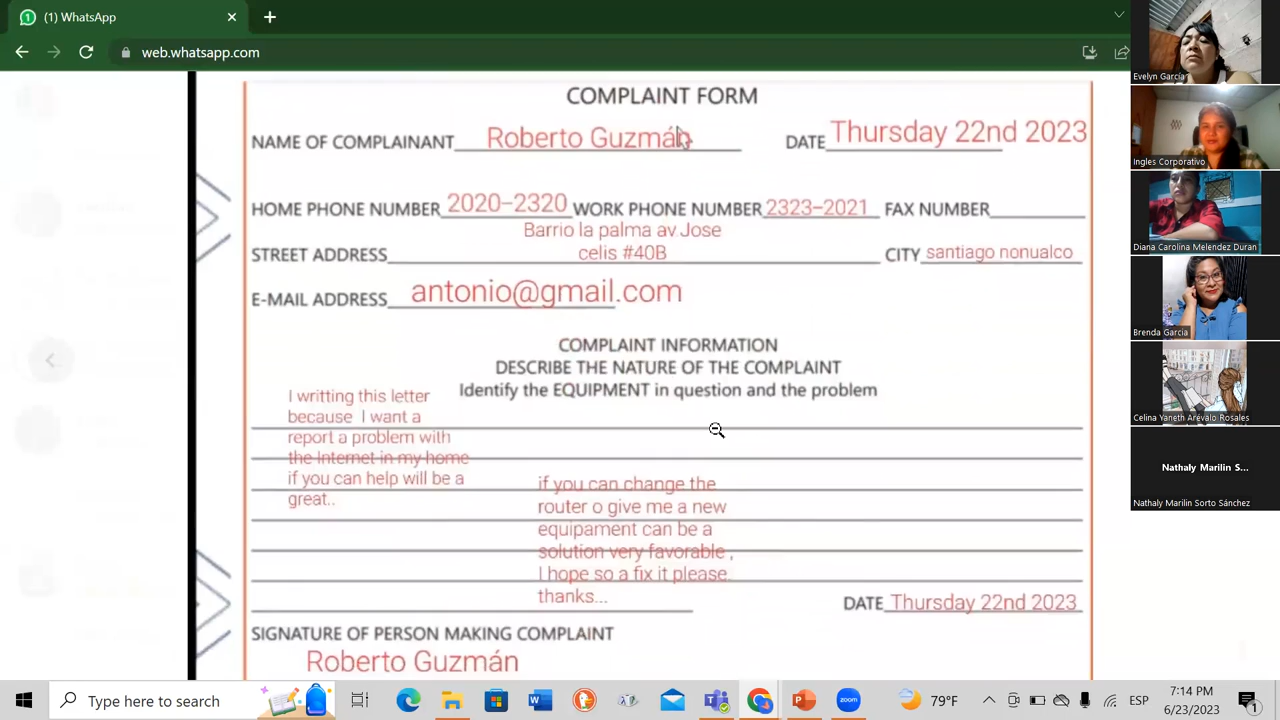 (1) WhatsApp
web.whatsapp.com
COMPLAINT FORM
NAME OF COMPLAINANT Roberto Guzmán DATE Thursday 22nd 2023
HOME PHONE NUMBER 2020-2320 WORK PHONE NUMBER 2323-2021 FAX NUMBER
Barrio la palma av Jose
STREET ADDRESS celis #40B CITY santiago nonualco
E-MAIL ADDRESS antonio@gmail.com
COMPLAINT INFORMATION
DESCRIBE THE NATURE OF THE COMPLAINT
Identify the EQUIPMENT in question and the problem
I writting this letter
because I want a
report a problem with
the Internet in my home
if you can help will be a
great..
if you can change the
router o give me a new
equipament can be a
solution very favorable ,
I hope so a fix it please.
thanks...
DATE Thursday 22nd 2023
SIGNATURE OF PERSON MAKING COMPLAINT
Roberto Guzmán
Evelyn García
Ingles Corporativo
Diana Carolina Melendez Duran
Brenda Garcia
Celina Yaneth Arévalo Rosales
Nathaly Marilin S...
Nathaly Marilin Sorto Sánchez
Type here to search
zoom
79°F
ESP
7:14 PM
6/23/2023
1